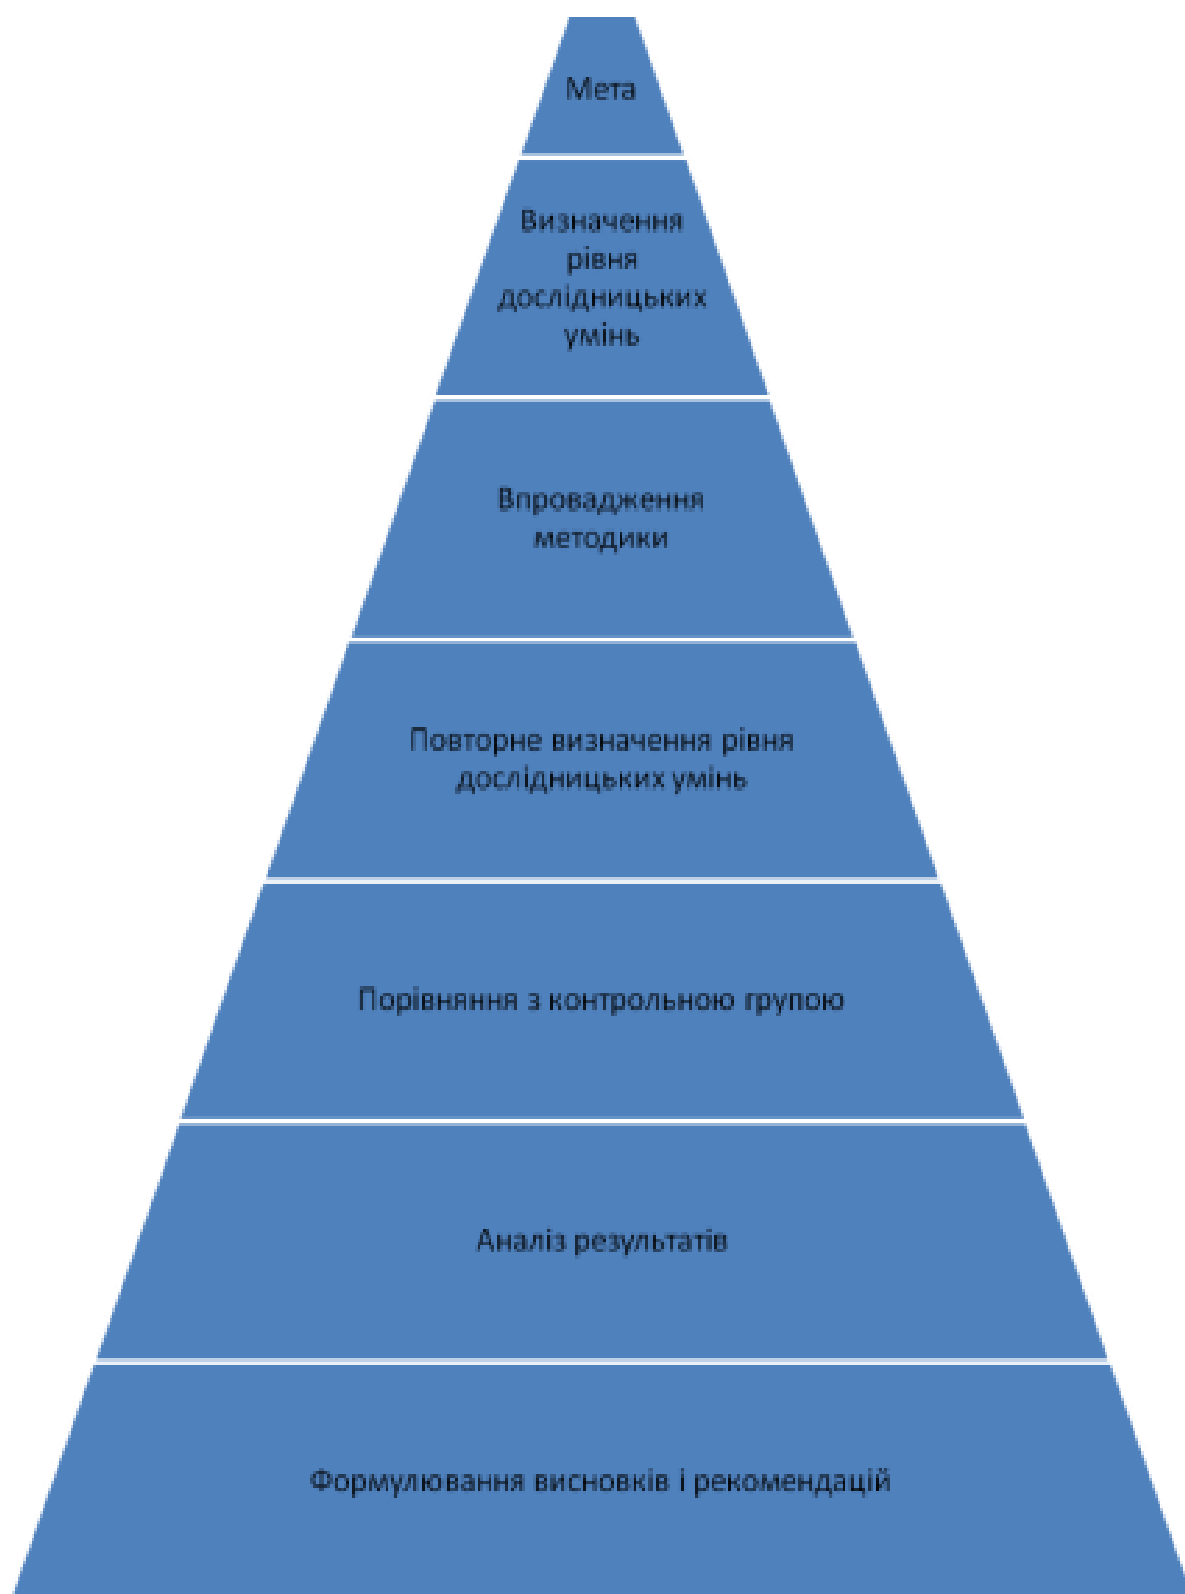 Мета
Визначення
рівня
дослідницьких
умінь
Впровадження
методики
Повторне визначення рівня
дослідницьких умінь
Порівняння з контрольною групою
Аналіз результатів
Формулювання висновків і рекомендацій